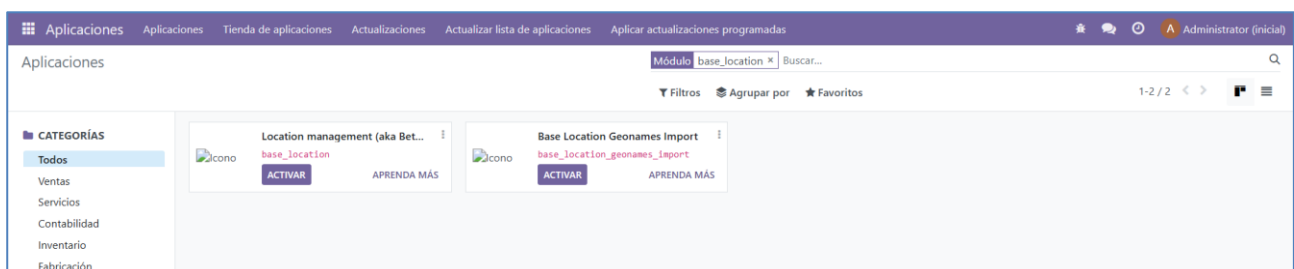 Aplicaciones Aplicaciones Tienda de aplicaciones Actualizaciones Actualizar lista de aplicaciones Aplicar actualizaciones programadas A Administrator (inicial)
Aplicaciones Módulo base_location × Buscar...
Filtros Agrupar por Favoritos 1-2 / 2
CATEGORÍAS
Todos
Ventas
Servicios
Contabilidad
Inventario
Fabricación
Icono
Location management (aka Bet...
base_location
ACTIVAR APRENDA MÁS
Icono
Base Location Geonames Import
base_location_geonames_import
ACTIVAR APRENDA MÁS